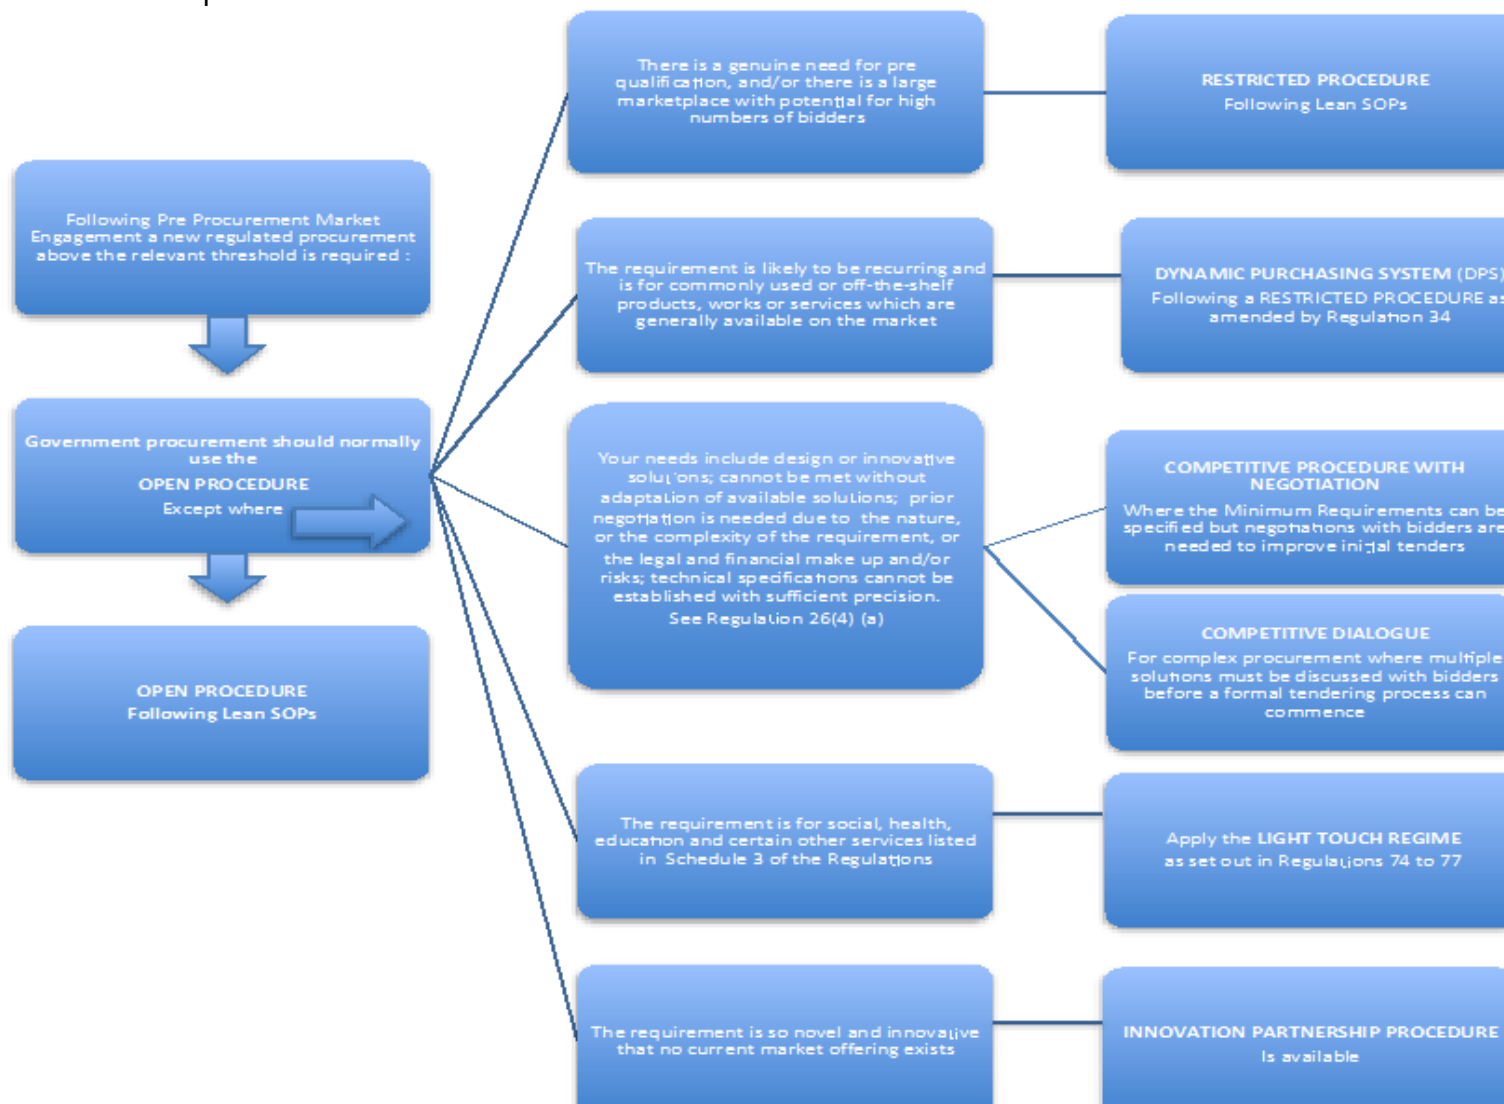 Following Pre Procurement Market
Engagement a new regulated procurement
above the relevant threshold is required :
Government procurement should normally
use the
OPEN PROCEDURE
Except where
OPEN PROCEDURE
Following Lean SOPs
There is a genuine need for pre
qualification, and/or there is a large
marketplace with potential for high
numbers of bidders
RESTRICTED PROCEDURE
Following Lean SOPs
The requirement is likely to be recurring and
is for commonly used or off-the-shelf
products, works or services which are
generally available on the market
DYNAMIC PURCHASING SYSTEM (DPS)
Following a RESTRICTED PROCEDURE as
amended by Regulation 34
Your needs include design or innovative
solutions; cannot be met without
adaptation of available solutions; prior
negotiation is needed due to the nature,
or the complexity of the requirement, or
the legal and financial make up and/or
risks; technical specifications cannot be
established with sufficient precision.
See Regulation 26(4) (a)
COMPETITIVE PROCEDURE WITH
NEGOTIATION
Where the Minimum Requirements can be
specified but negotiations with bidders are
needed to improve initial tenders
COMPETITIVE DIALOGUE
For complex procurement where multiple
solutions must be discussed with bidders
before a formal tendering process can
commence
The requirement is for social, health,
education and certain other services listed
in Schedule 3 of the Regulations
Apply the LIGHT TOUCH REGIME
as set out in Regulations 74 to 77
The requirement is so novel and innovative
that no current market offering exists
INNOVATION PARTNERSHIP PROCEDURE
Is available